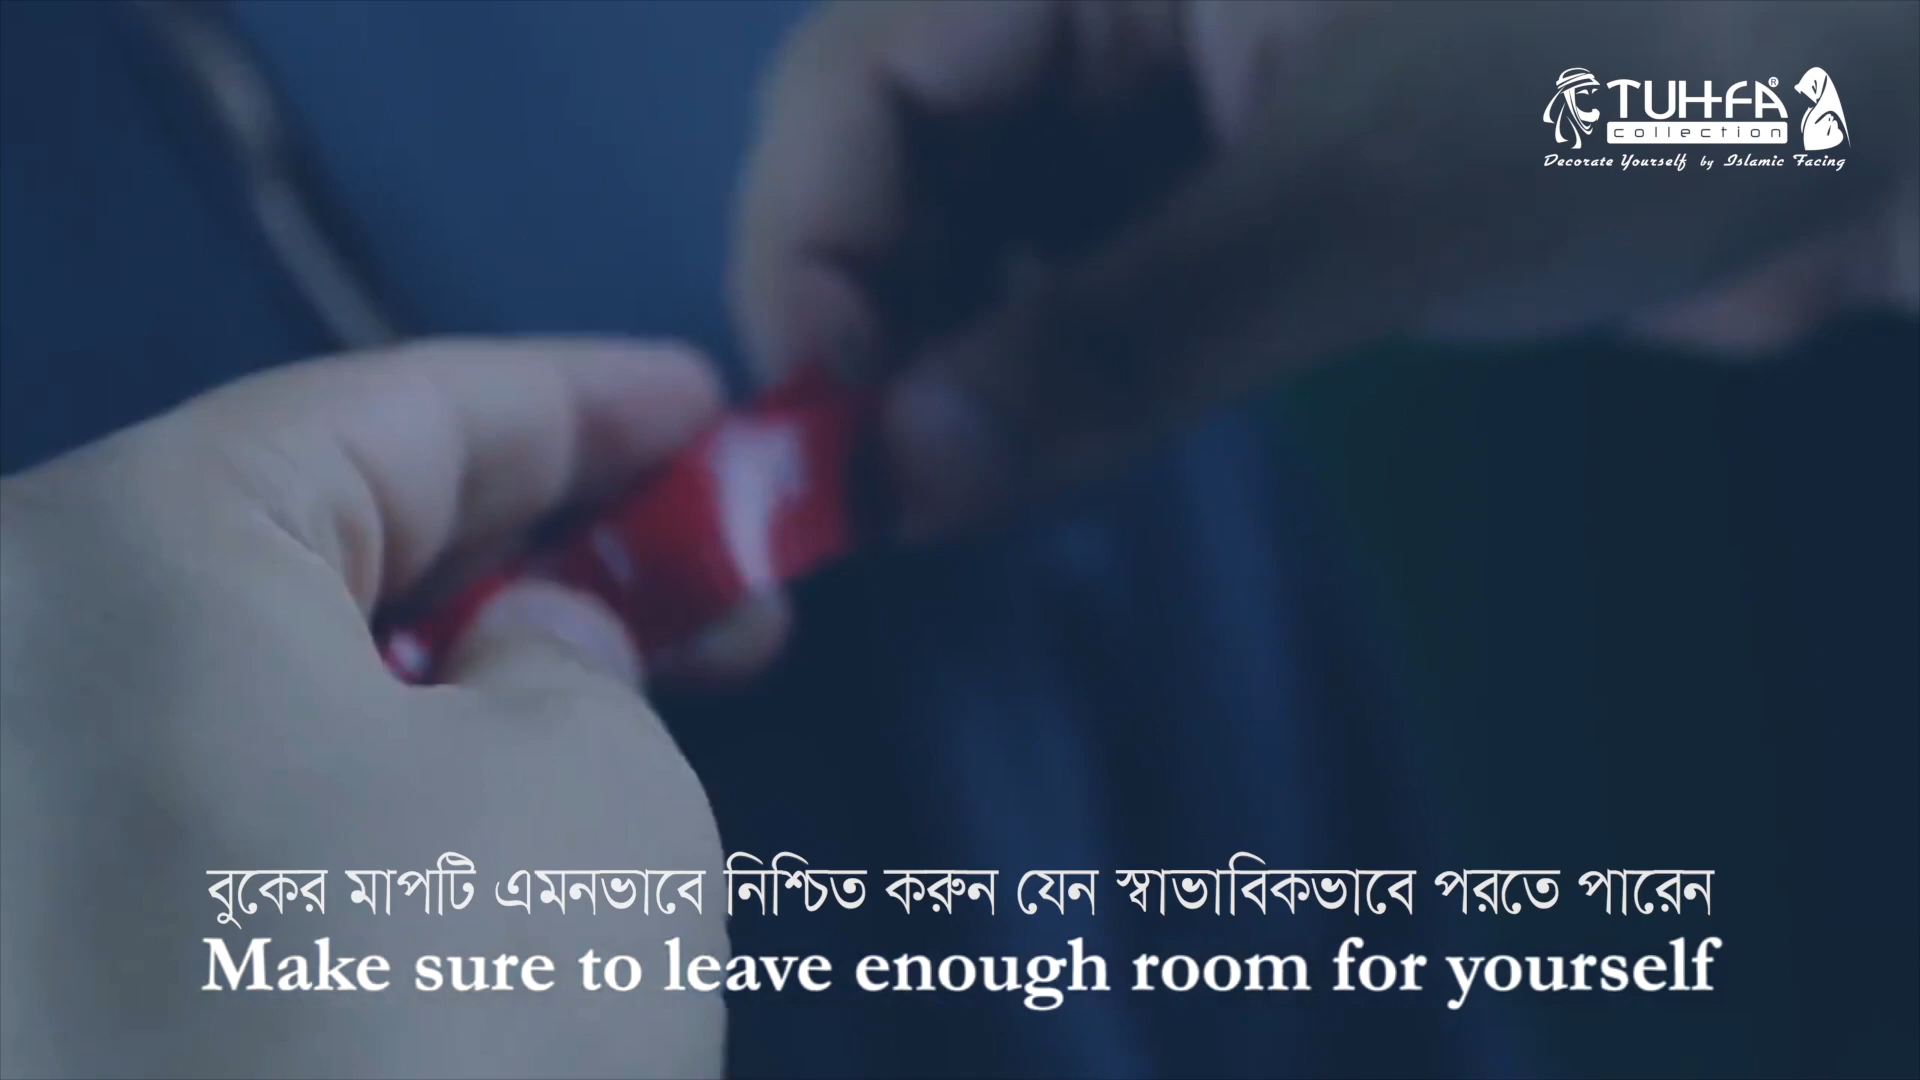 TUHFA®
collection
Decorate Yourself by Islamic Facing
বুকের মাপটি এমনভাবে নিশ্চিত করুন যেন স্বাভাবিকভাবে পরতে পারেন
Make sure to leave enough room for yourself